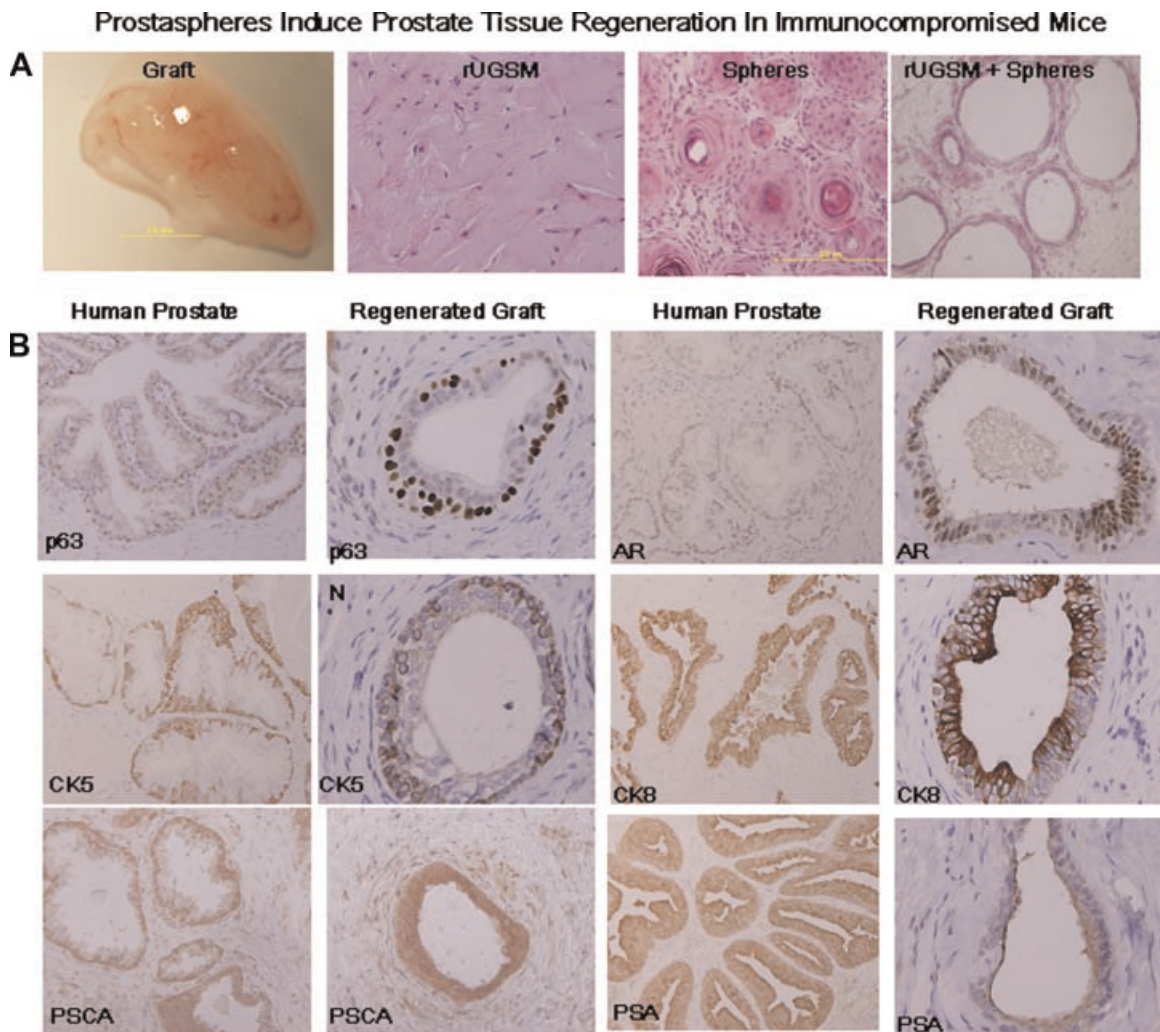 Prostaspheres Induce Prostate Tissue Regeneration In Immunocompromised Mice
A
Graft
rUGSM
Spheres
rUGSM + Spheres
Human Prostate
Regenerated Graft
Human Prostate
Regenerated Graft
B
p63
p63
AR
AR
N
CK5
CK5
CK8
CK8
PSCA
PSCA
PSA
PSA